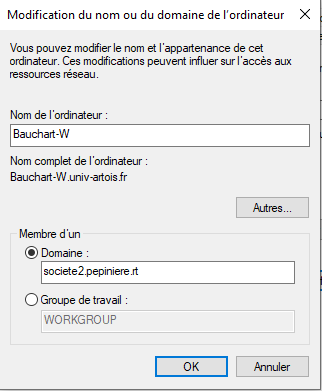 Modification du nom ou du domaine de l'ordinateur
Vous pouvez modifier le nom et l'appartenance de cet
ordinateur. Ces modifications peuvent influer sur l'accès aux
ressources réseau.
Nom de l'ordinateur :
Bauchart-W
Nom complet de l'ordinateur :
Bauchart-W.univ-artois.fr
Autres...
Membre d'un
Domaine :
societe2.pepiniere.rt
Groupe de travail :
WORKGROUP
OK
Annuler